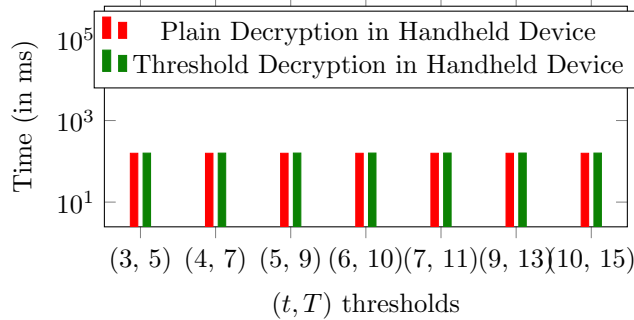 Plain Decryption in Handheld Device
Threshold Decryption in Handheld Device
Time (in ms)
10^5
10^3
10^1
(3, 5) (4, 7) (5, 9) (6, 10) (7, 11) (9, 13) (10, 15)
(t, T) thresholds